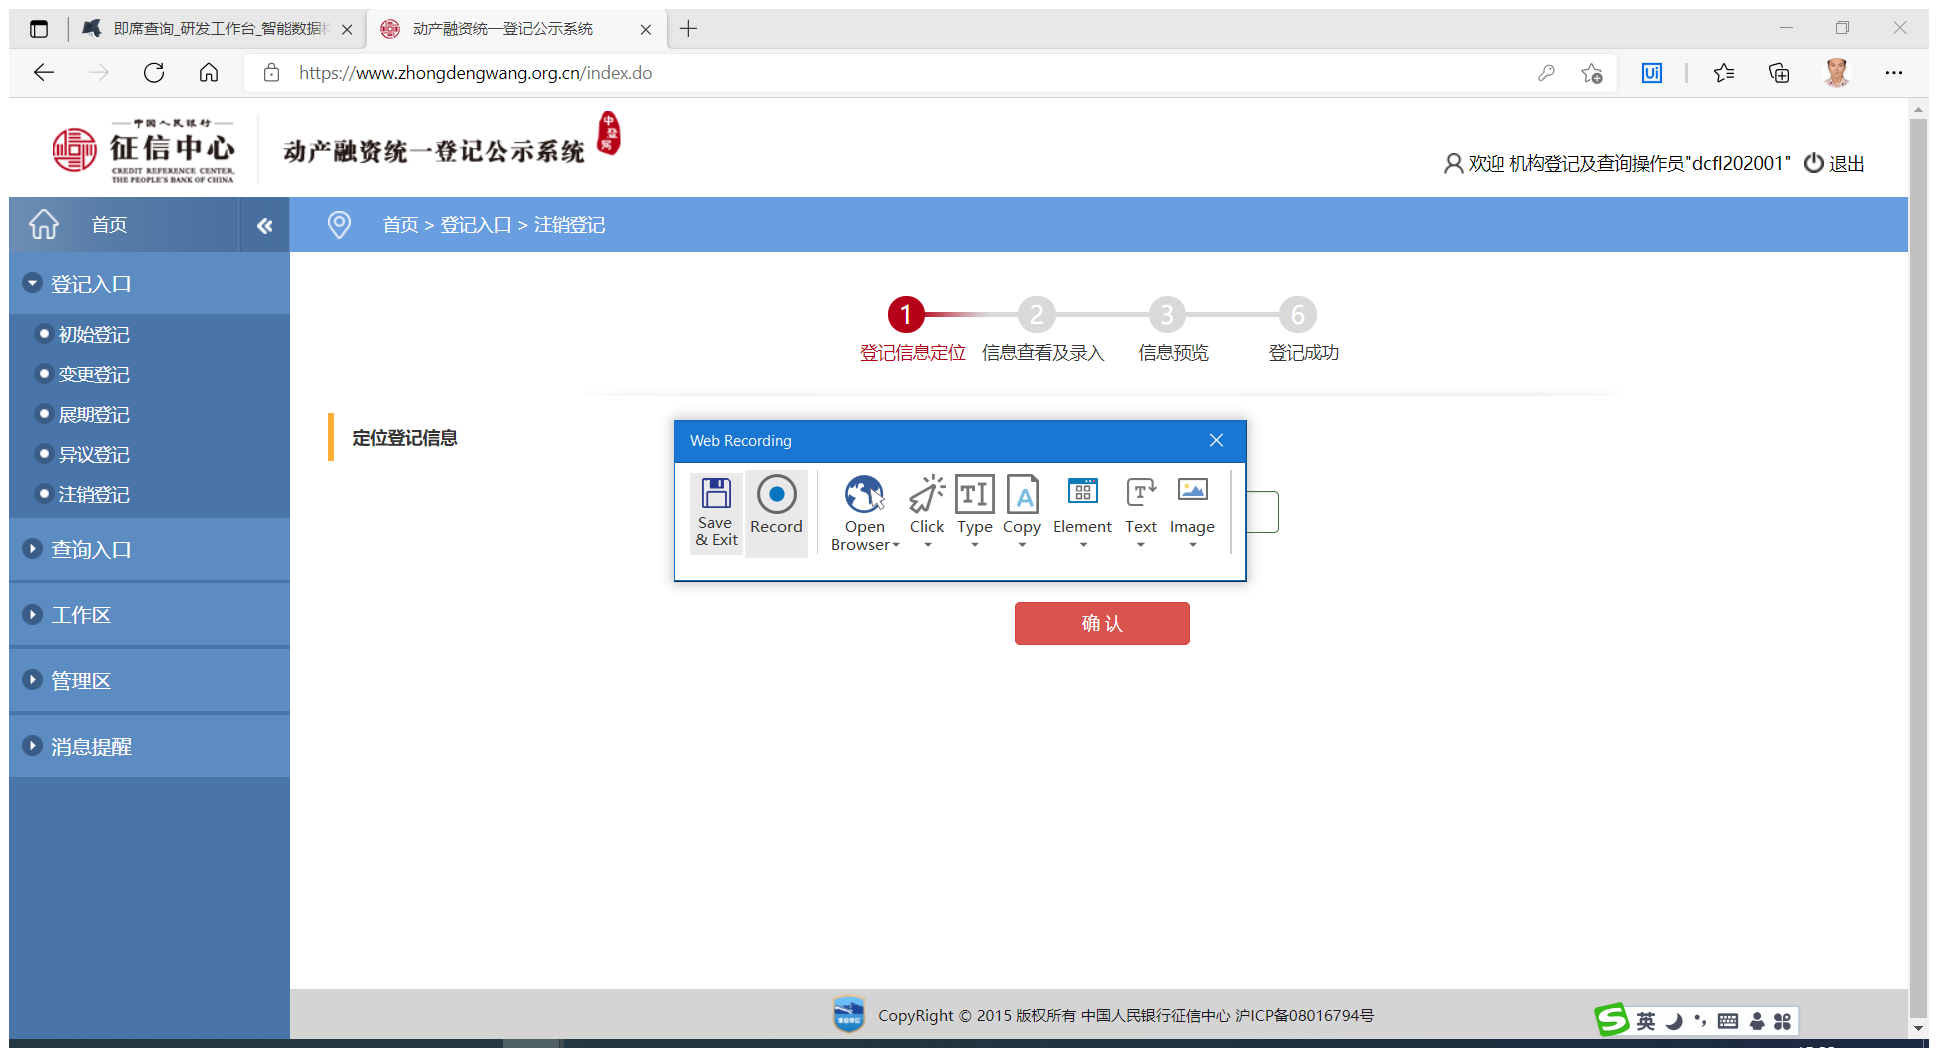 即席查询_研发工作台_智能数据
动产融资统一登记公示系统
https://www.zhongdengwang.org.cn/index.do
Ui
中国人民银行
征信中心
CREDIT REFERENCE CENTER,
THE PEOPLE'S BANK OF CHINA
动产融资统一登记公示系统
中登网
欢迎 机构登记及查询操作员"dcfl202001"
退出
首页
首页 > 登记入口 > 注销登记
登记入口
初始登记
变更登记
展期登记
异议登记
注销登记
查询入口
工作区
管理区
消息提醒
1
2
3
6
登记信息定位
信息查看及录入
信息预览
登记成功
定位登记信息
Web Recording
Save
& Exit
Record
Open
Browser
Click
Type
Copy
Element
Text
Image
确 认
CopyRight © 2015 版权所有 中国人民银行征信中心 沪ICP备08016794号
英